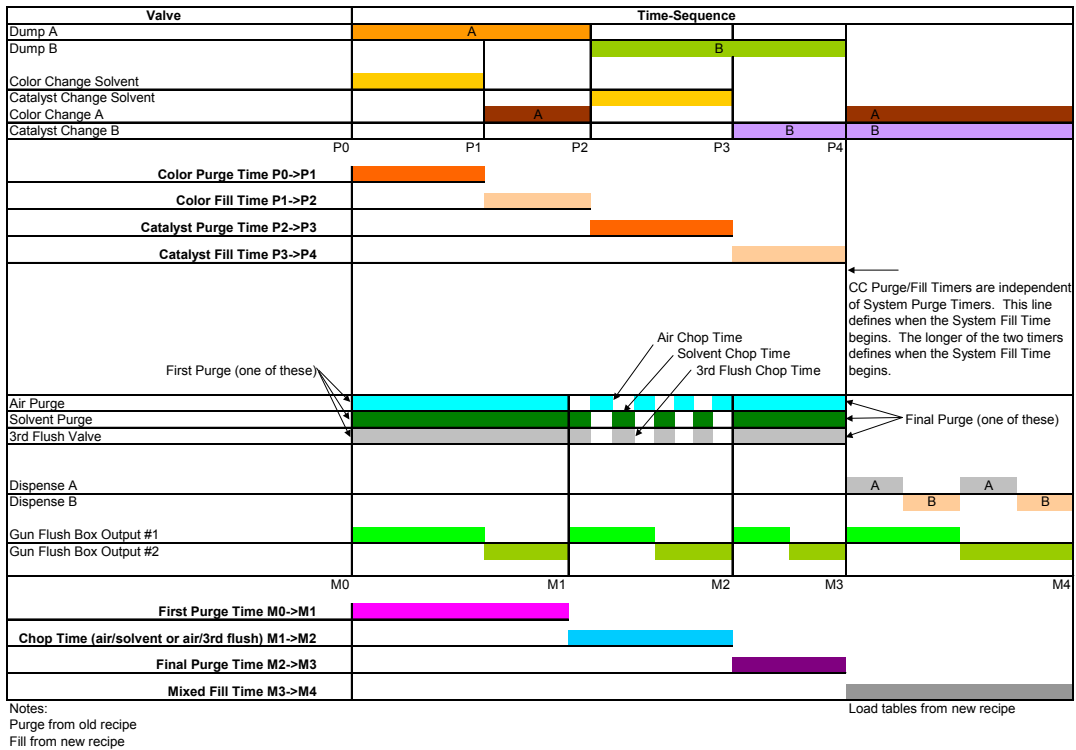 Valve Time-Sequence
Dump A A
Dump B B
Color Change Solvent
Catalyst Change Solvent
Color Change A A A
Catalyst Change B B B
P0 P1 P2 P3 P4
Color Purge Time P0->P1
Color Fill Time P1->P2
Catalyst Purge Time P2->P3
Catalyst Fill Time P3->P4
CC Purge/Fill Timers are independent
of System Purge Timers. This line
defines when the System Fill Time
begins. The longer of the two timers
defines when the System Fill Time
begins.
Air Chop Time
Solvent Chop Time
3rd Flush Chop Time
First Purge (one of these)
Air Purge
Solvent Purge
Final Purge (one of these)
3rd Flush Valve
Dispense A A A
Dispense B B B
Gun Flush Box Output #1
Gun Flush Box Output #2
M0 M1 M2 M3 M4
First Purge Time M0->M1
Chop Time (air/solvent or air/3rd flush) M1->M2
Final Purge Time M2->M3
Mixed Fill Time M3->M4
Notes: Load tables from new recipe
Purge from old recipe
Fill from new recipe